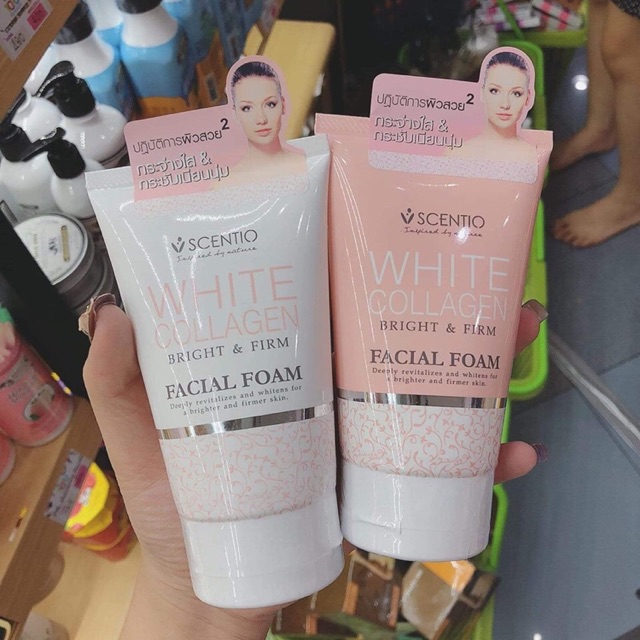 ปฏิบัติการผิวสวย2
กระจ่างใส &
กระชับเนียนนุ่ม
SCENTIO
Inspired by nature
WHITE
COLLAGEN
BRIGHT & FIRM
FACIAL FOAM
Deeply revitalizes and whitens for
a brighter and firmer skin.
ปฏิบัติการผิวสวย2
กระจ่างใส &
กระชับเนียนนุ่ม
SCENTIO
Inspired by nature
WHITE
COLLAGEN
BRIGHT & FIRM
FACIAL FOAM
Deeply revitalizes and whitens for
a brighter and firmer skin.